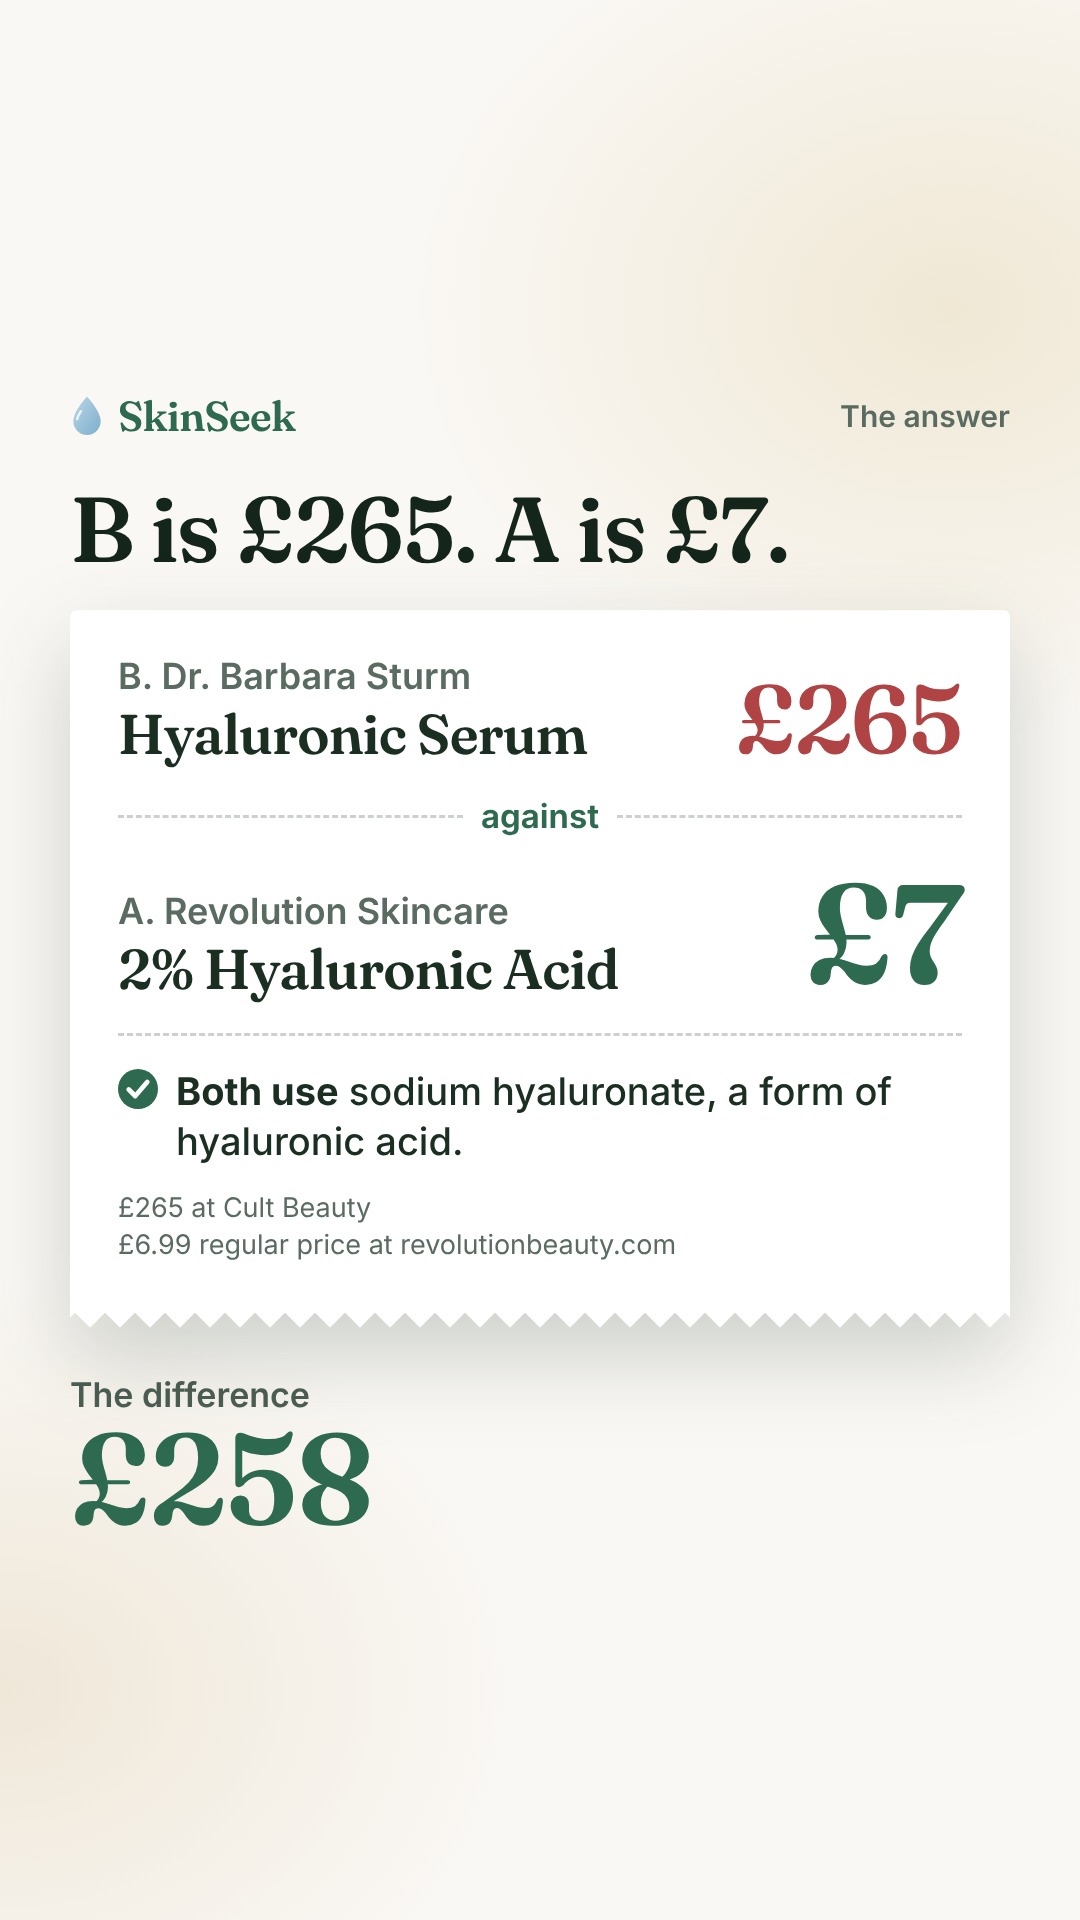 SkinSeek
The answer
B is £265. A is £7.
B. Dr. Barbara Sturm
Hyaluronic Serum
£265
against
A. Revolution Skincare
2% Hyaluronic Acid
£7
Both use sodium hyaluronate, a form of
hyaluronic acid.
£265 at Cult Beauty
£6.99 regular price at revolutionbeauty.com
The difference
£258